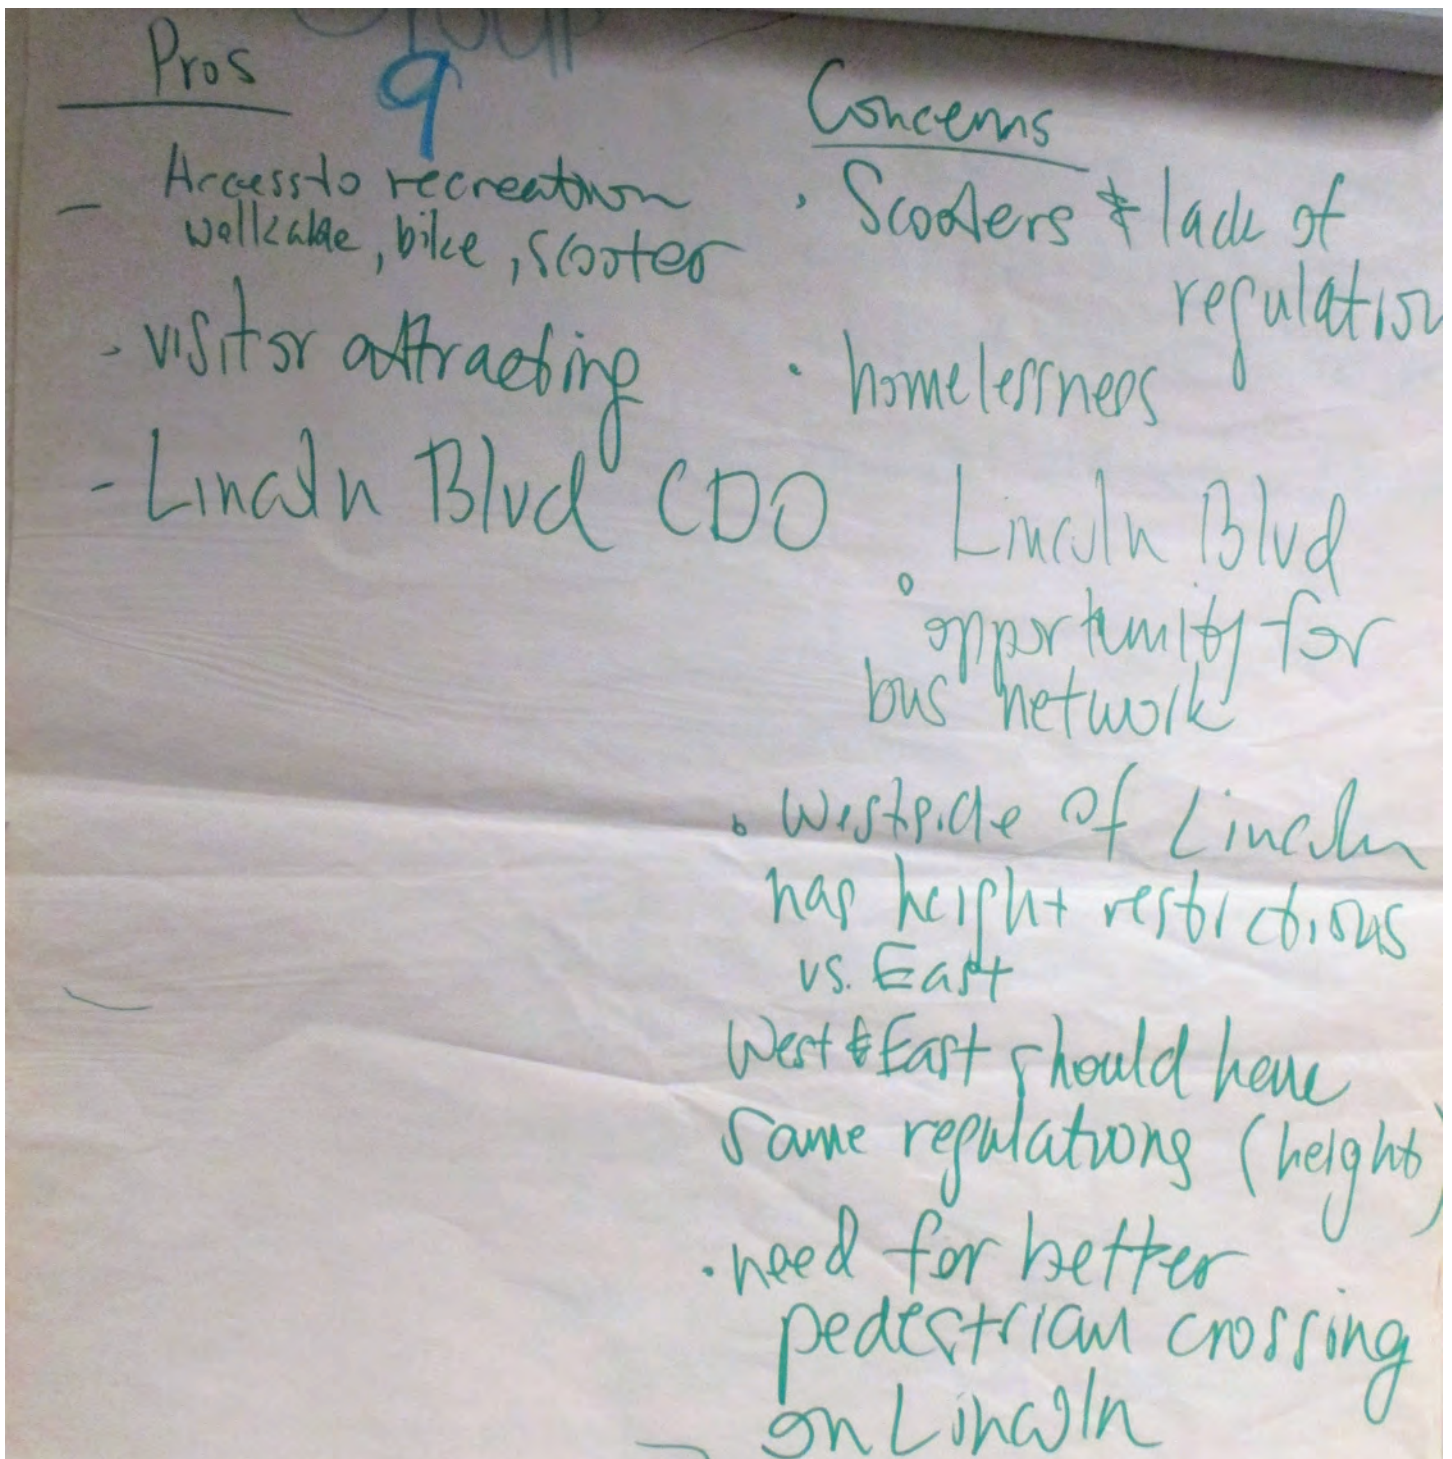 Group
9
Pros
- Access to recreation
walkable, bike, scooter
- visitor attracting
- Lincoln Blvd CDO
Concerns
• Scooters & lack of
regulation
• homelessness
• Lincoln Blvd
opportunity for
bus network
• Westside of Lincoln
has height restrictions
vs. East
West & East should have
same regulations (height)
• need for better
pedestrian crossing
on Lincoln